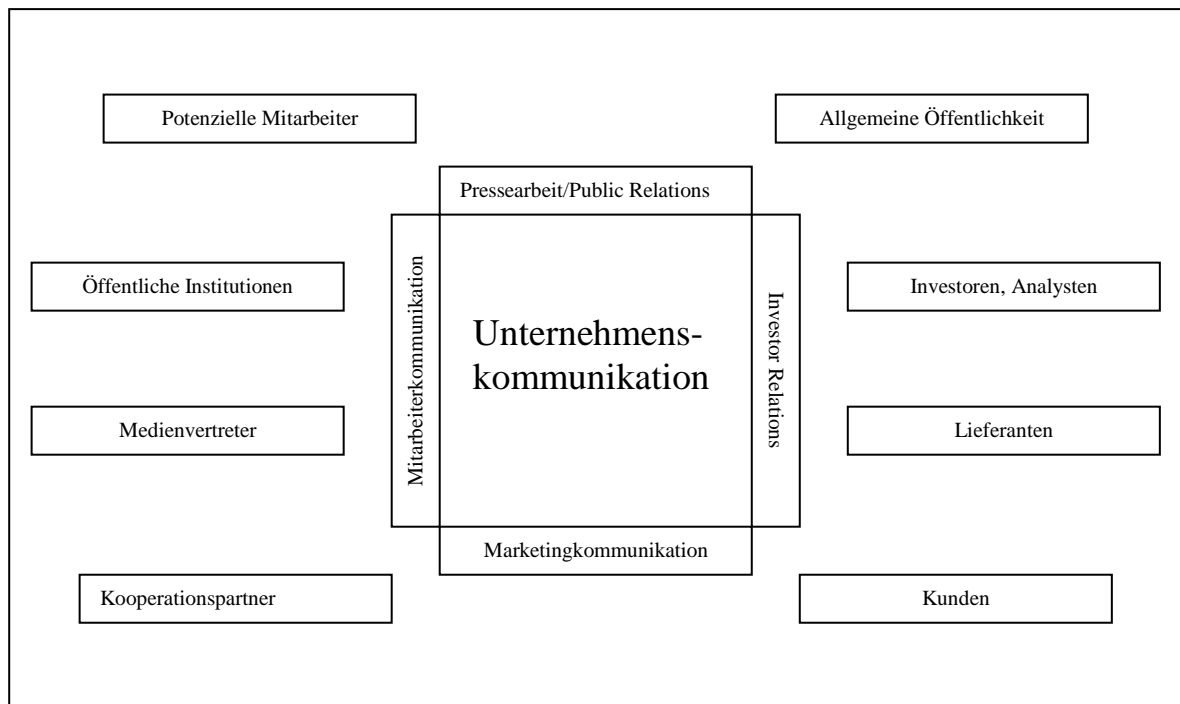 Potenzielle Mitarbeiter
Allgemeine Öffentlichkeit
Pressearbeit/Public Relations
Öffentliche Institutionen
Mitarbeiterkommunikation
Unternehmens-
kommunikation
Investor Relations
Investoren, Analysten
Medienvertreter
Lieferanten
Marketingkommunikation
Kooperationspartner
Kunden